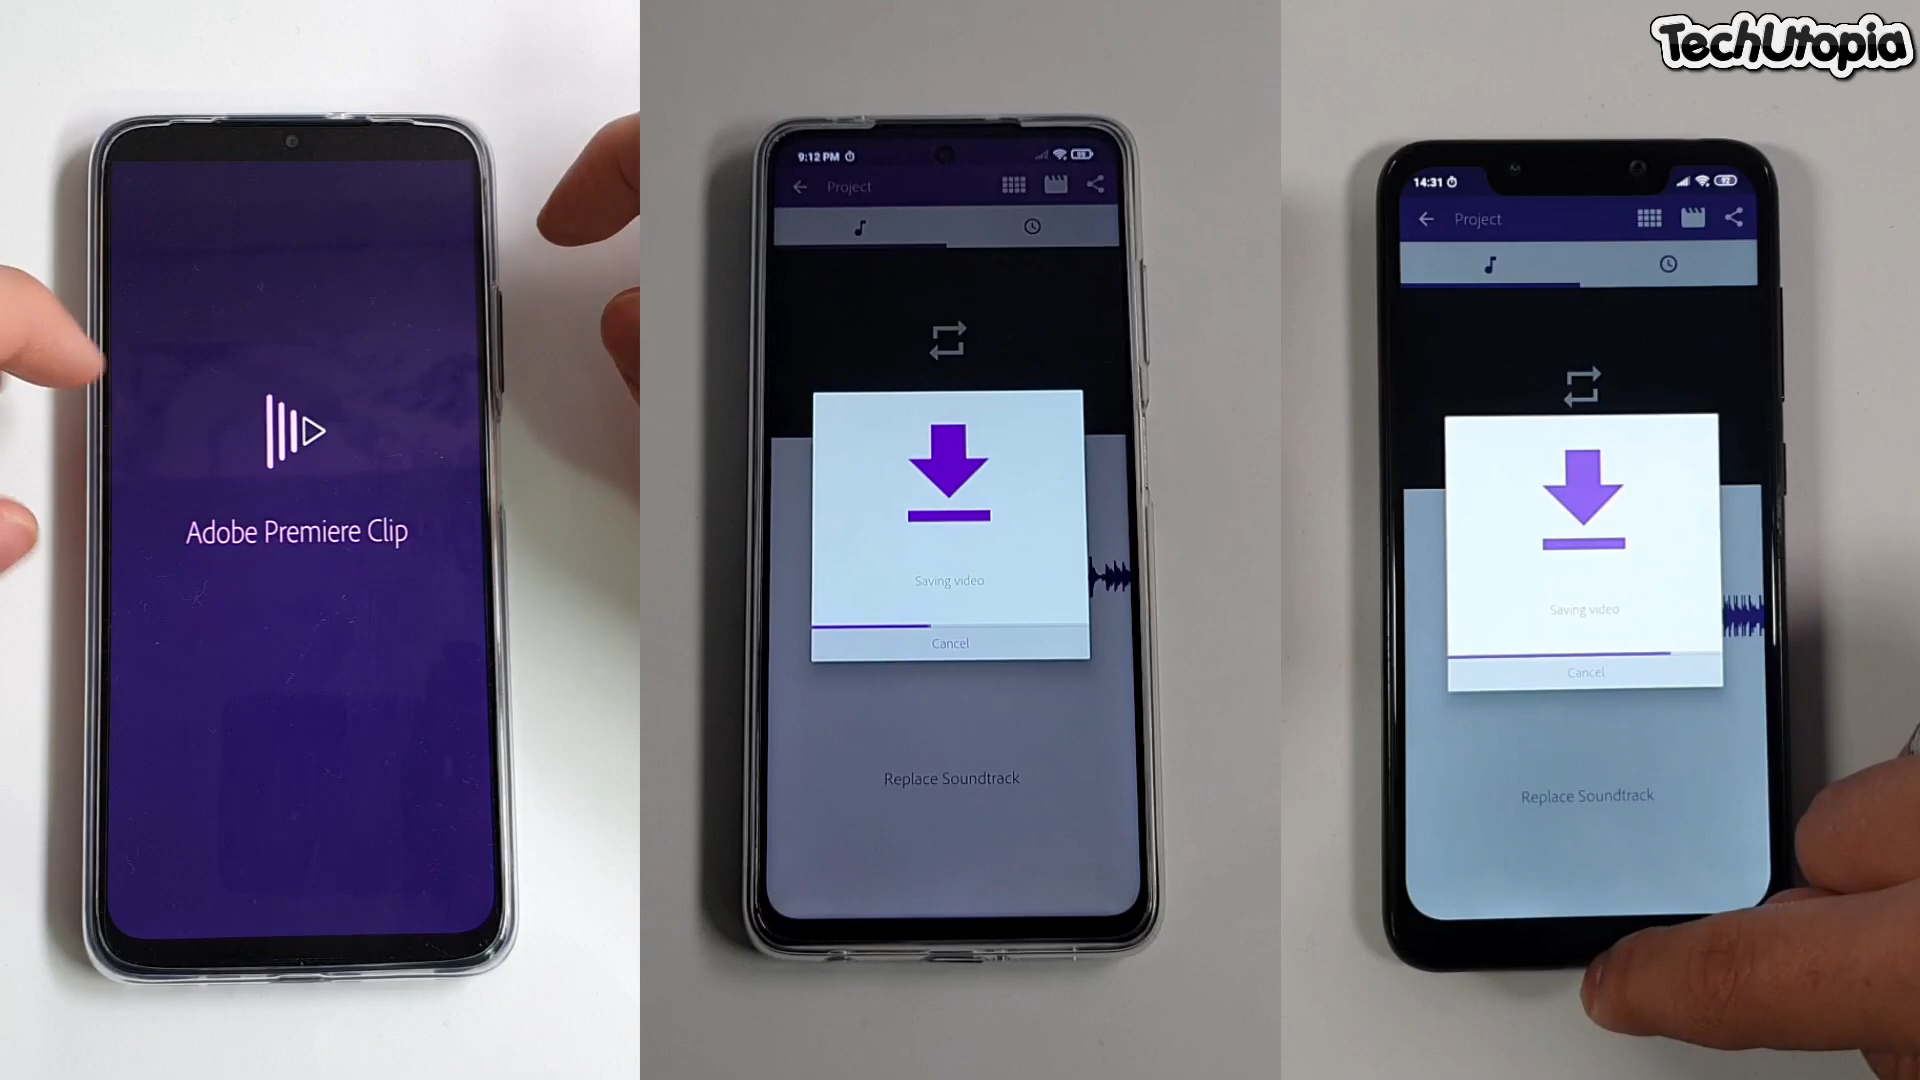 TechUtopia
Adobe Premiere Clip
9:12 PM
Project
Saving video
Cancel
Replace Soundtrack
14:31
92
Project
Saving video
Cancel
Replace Soundtrack